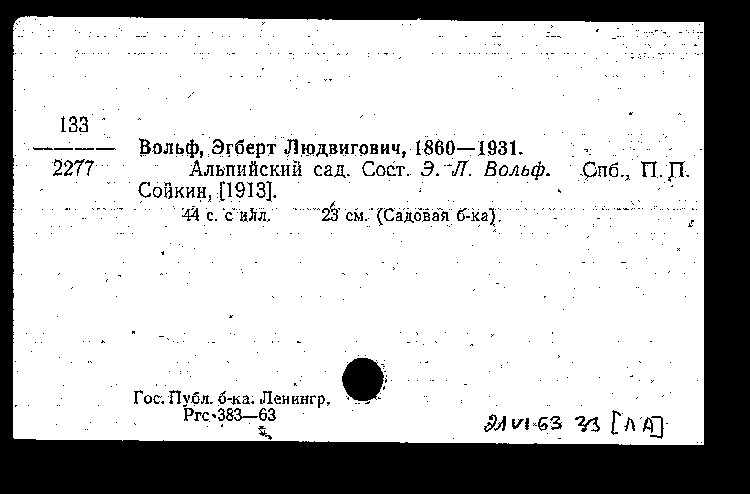 133
2277
Вольф, Эгберт Людвигович, 1860—1931.
Альпийский сад. Сост. Э. Л. Вольф. Спб., П. П.
Сойкин, [1913].
44 с. с илл. 23 см. (Садовая б-ка).
Гос. Публ. б-ка. Ленингр.
Ргс 383—63
21 VI 63 33 [ЛА]